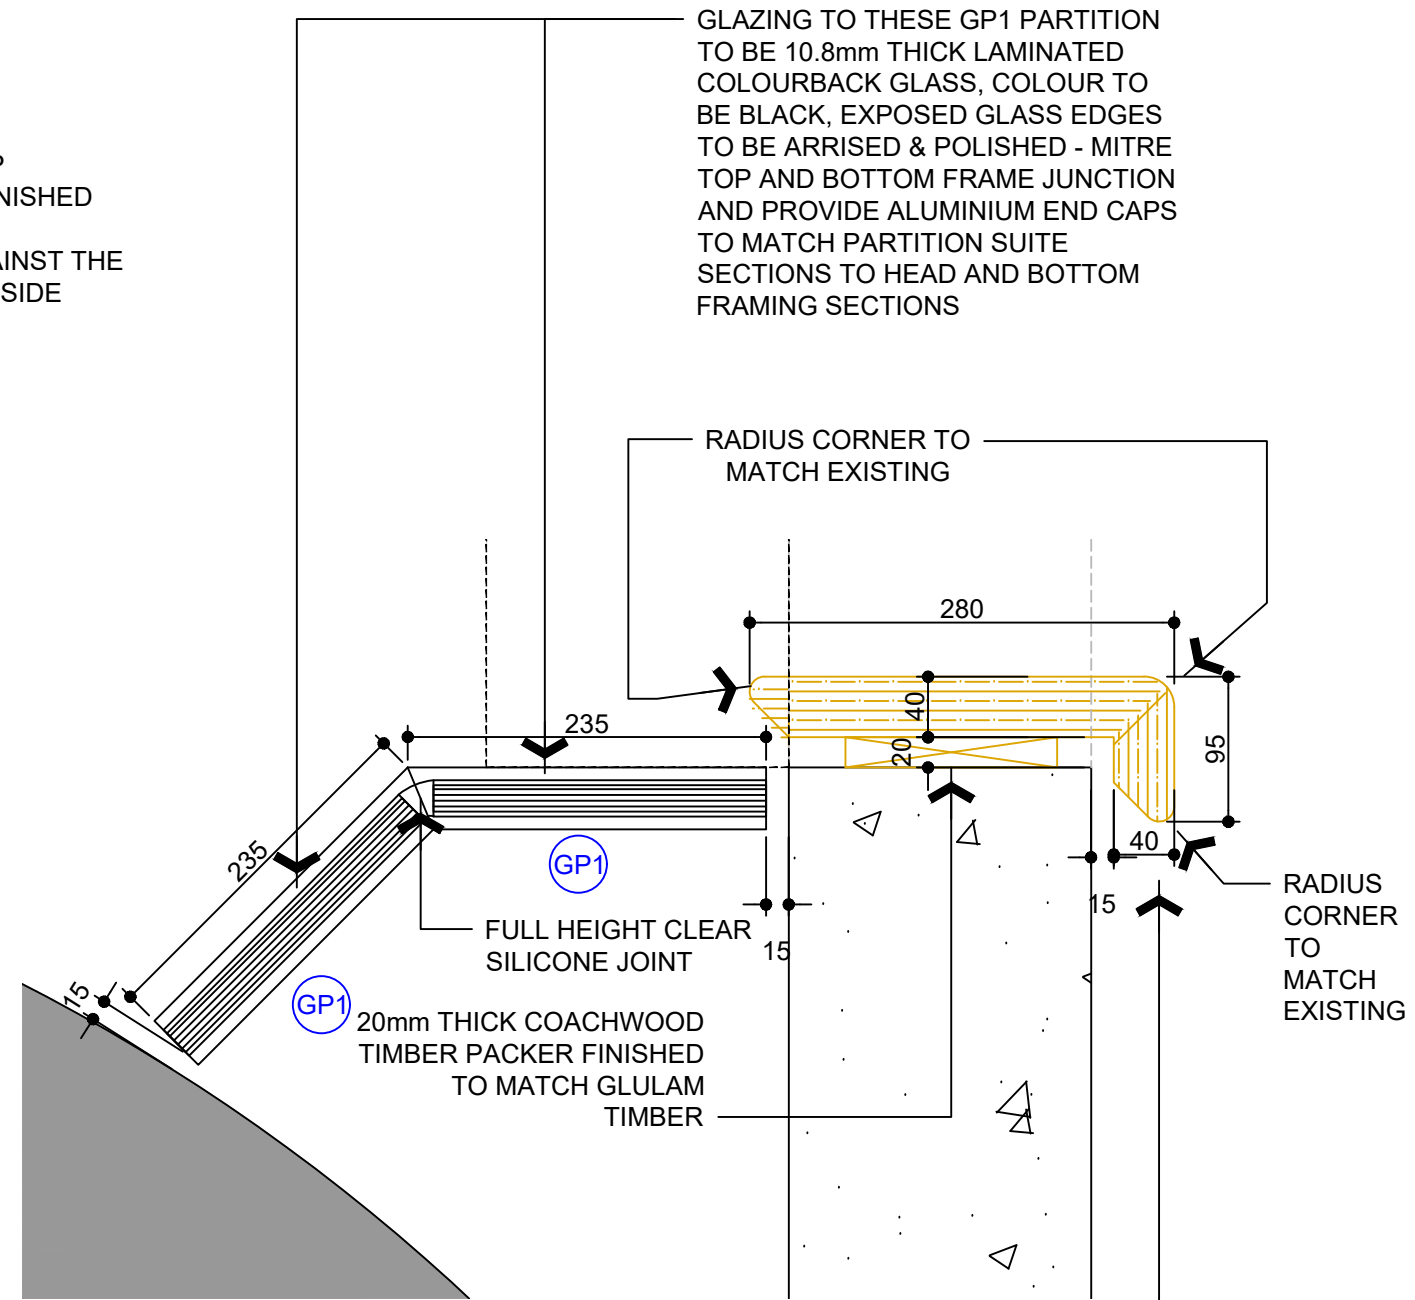 GLAZING TO THESE GP1 PARTITION
TO BE 10.8mm THICK LAMINATED
COLOURBACK GLASS, COLOUR TO
BE BLACK, EXPOSED GLASS EDGES
TO BE ARRISED & POLISHED - MITRE
TOP AND BOTTOM FRAME JUNCTION
AND PROVIDE ALUMINIUM END CAPS
TO MATCH PARTITION SUITE
SECTIONS TO HEAD AND BOTTOM
FRAMING SECTIONS
NISHED
AINST THE
SIDE
RADIUS CORNER TO
MATCH EXISTING
280
40
20
95
40
15
235
235
15
15
GP1
GP1
FULL HEIGHT CLEAR
SILICONE JOINT
20mm THICK COACHWOOD
TIMBER PACKER FINISHED
TO MATCH GLULAM
TIMBER
RADIUS
CORNER
TO
MATCH
EXISTING